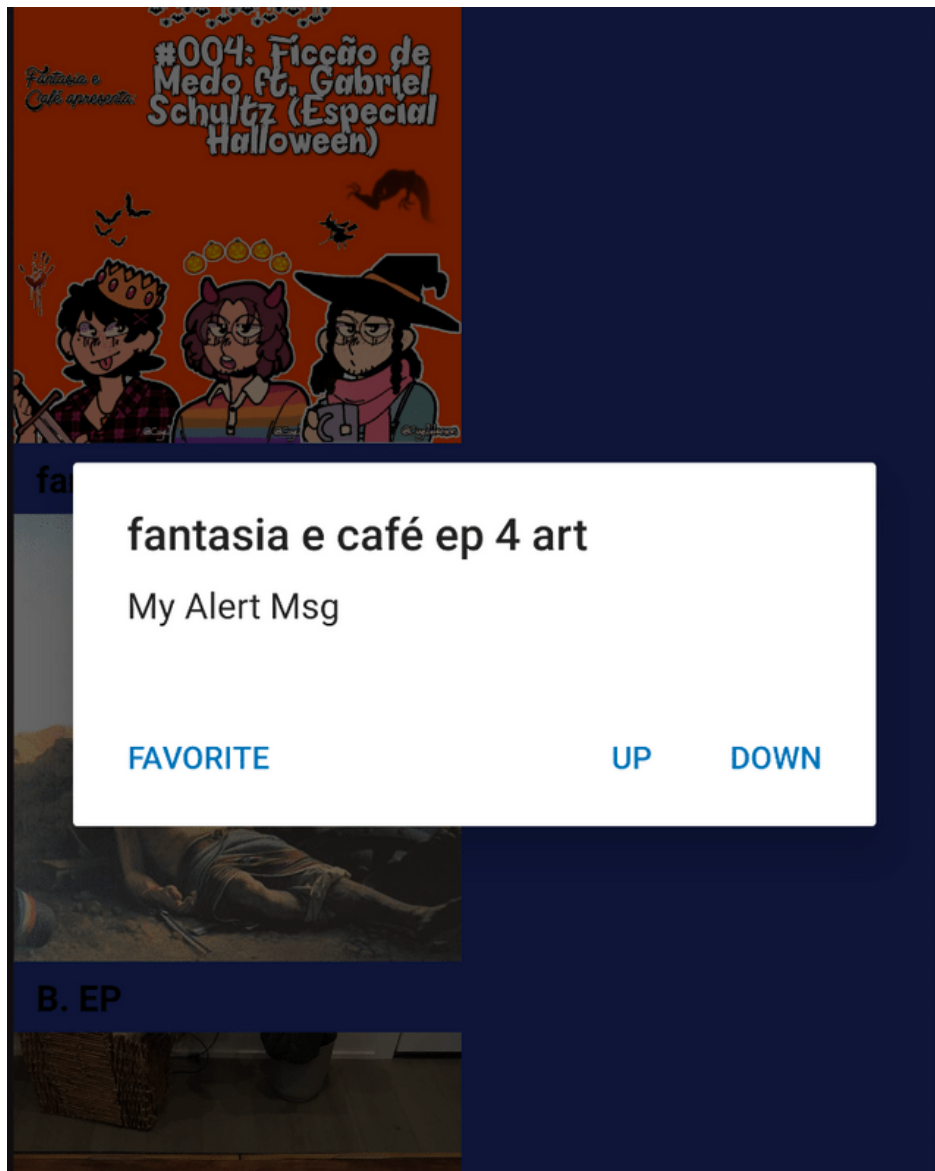 #004: Ficção de
Fantasia e
Medo ft. Gabriel
Café apresenta:
Schultz (Especial
Halloween)
fa
fantasia e café ep 4 art
My Alert Msg
FAVORITE UP DOWN
B. EP